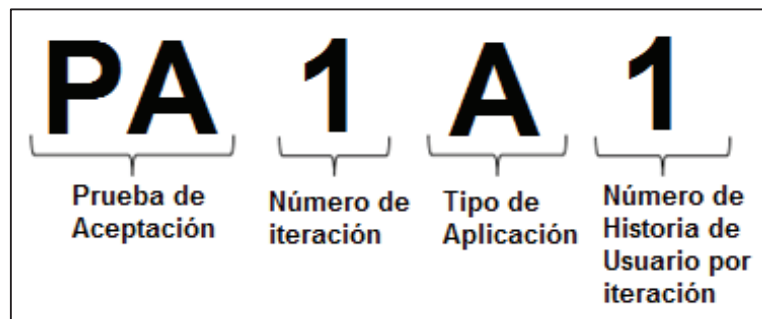 PA 1 A 1
Prueba de Aceptación
Número de iteración
Tipo de Aplicación
Número de Historia de Usuario por iteración